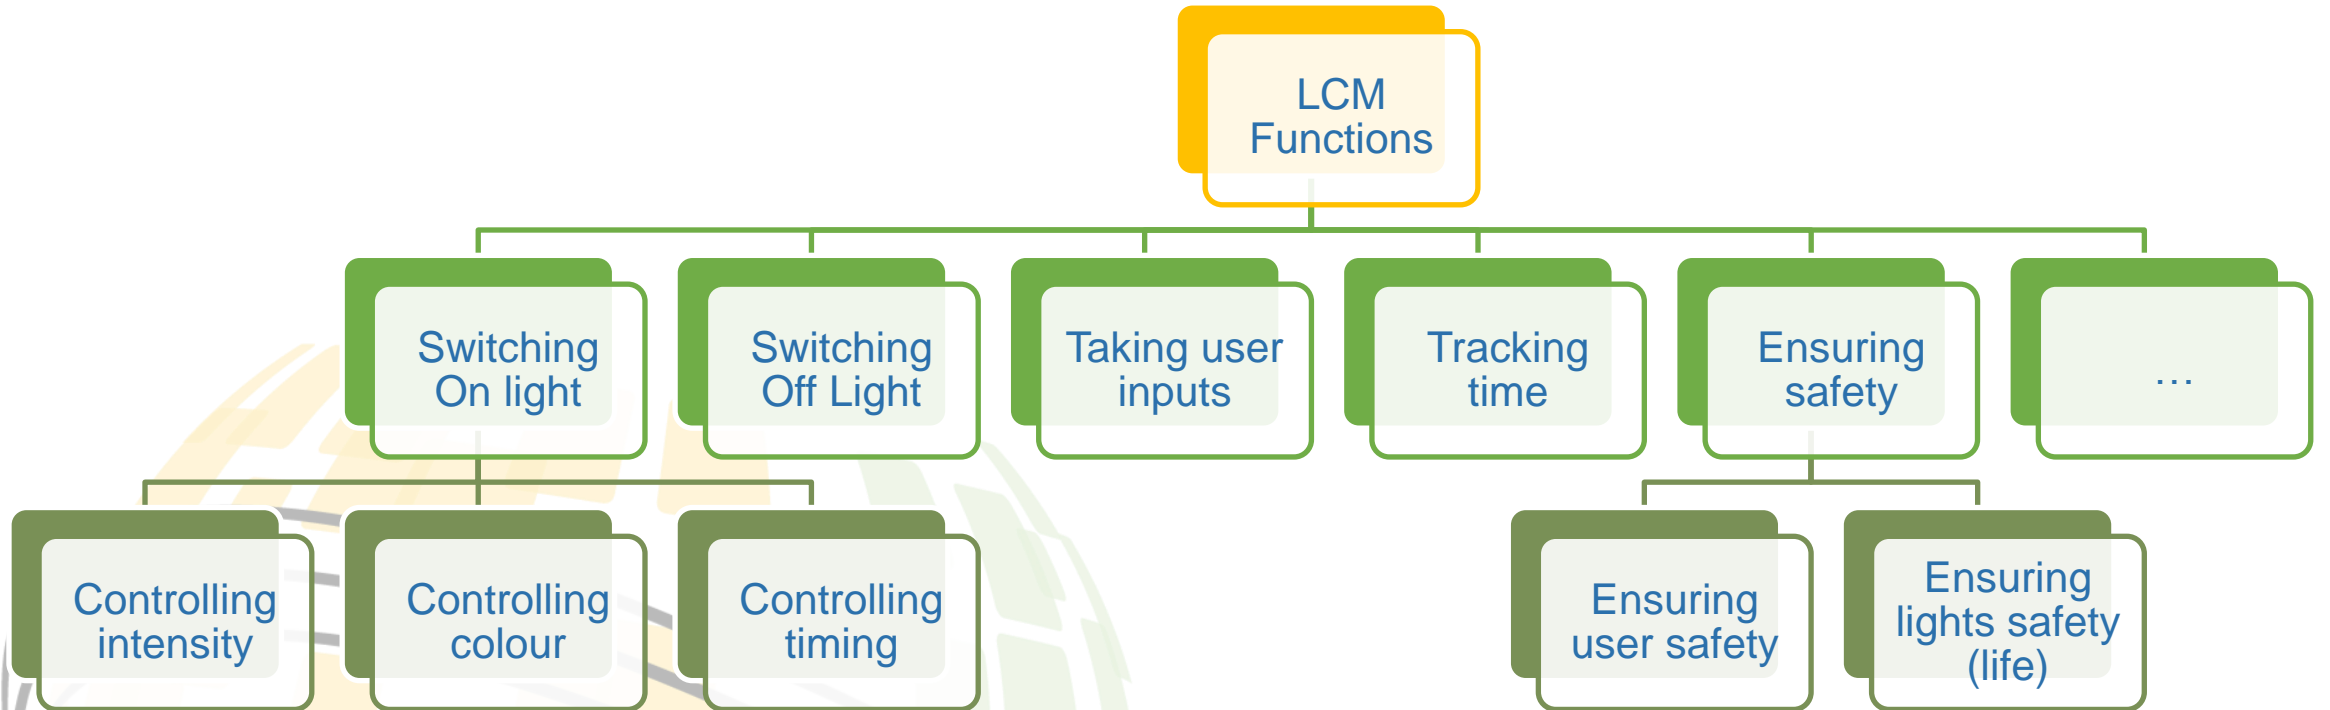 LCM
Functions
Switching
On light
Switching
Off Light
Taking user
inputs
Tracking
time
Ensuring
safety
...
Controlling
intensity
Controlling
colour
Controlling
timing
Ensuring
user safety
Ensuring
lights safety
(life)